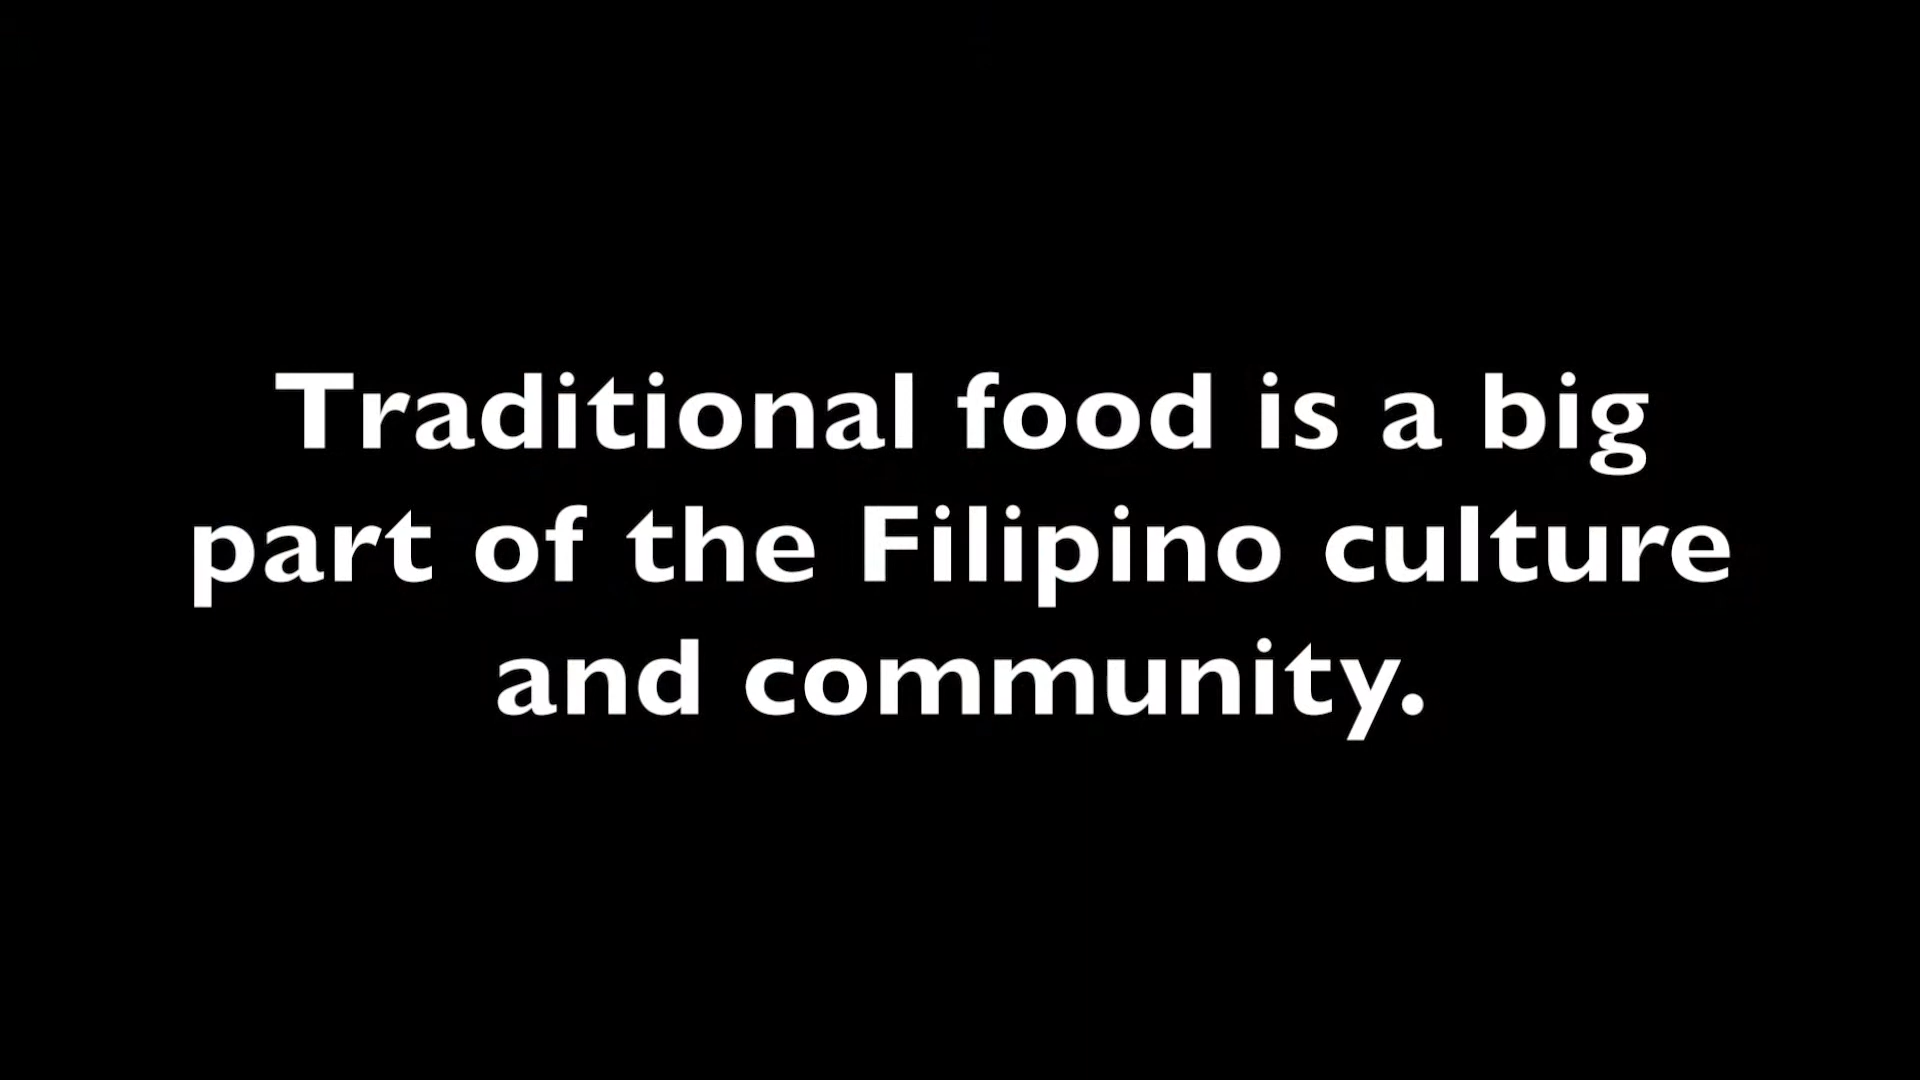 Traditional food is a big
part of the Filipino culture
and community.